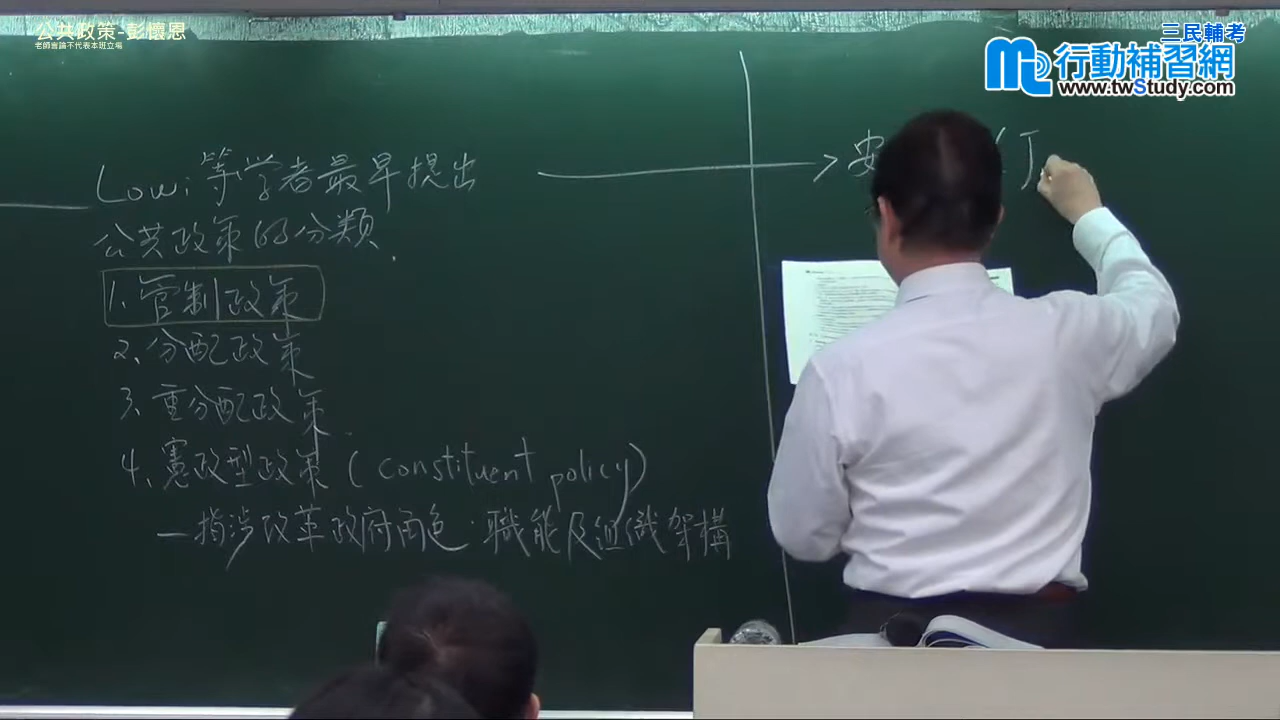 公共政策-彭懷恩
老師言論不代表本班立場
三民輔考
行動補習網
www.twStudy.com
Lowi等学者最早提出
公共政策的分類.
1.管制政策
2.分配政策
3.重分配政策
4.憲政型政策(constituent policy)
—指涉改革政府角色.職能及組織架構
安
(J